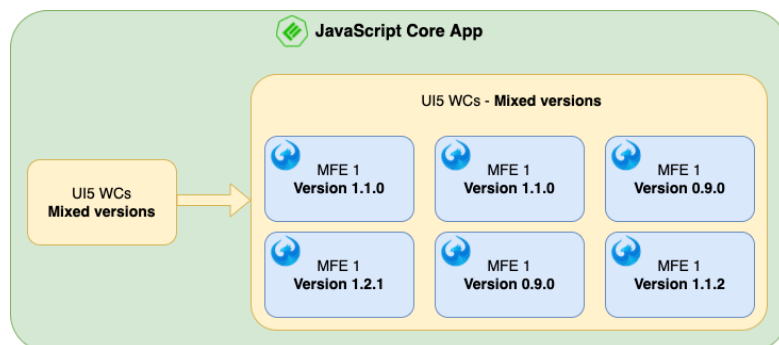 JavaScript Core App
UI5 WCs - Mixed versions
UI5 WCs
Mixed versions
MFE 1
Version 1.1.0
MFE 1
Version 1.1.0
MFE 1
Version 0.9.0
MFE 1
Version 1.2.1
MFE 1
Version 0.9.0
MFE 1
Version 1.1.2